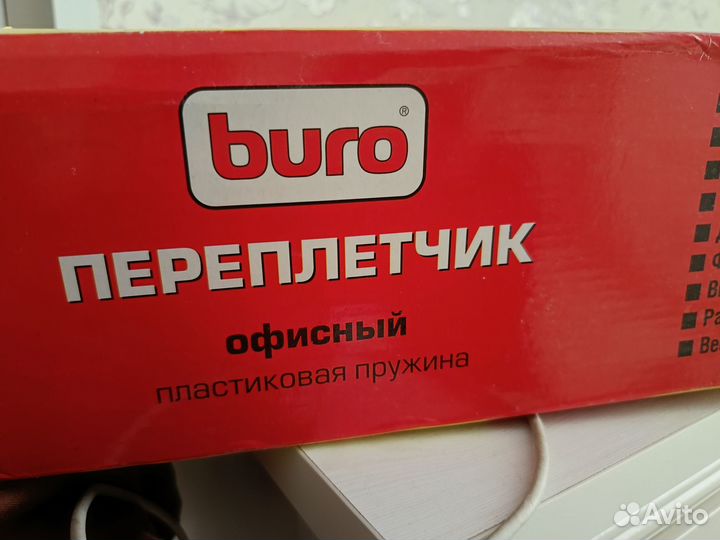 buro®
ПЕРЕПЛЕТЧИК
офисный
пластиковая пружина
Avito